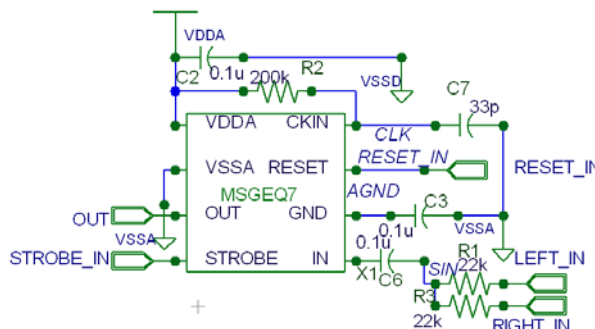 VDDA
C2
0.1u
R2
200k
VSSD
C7
33p
VDDA
CKIN
CLK
VSSA
RESET
RESET_IN
RESET_IN
MSGEQ7
AGND
OUT
OUT
GND
C3
0.1u
VSSA
VSSA
STROBE_IN
STROBE
IN
0.1u
X1
C6
SIN
R1
22k
LEFT_IN
R3
22k
RIGHT_IN